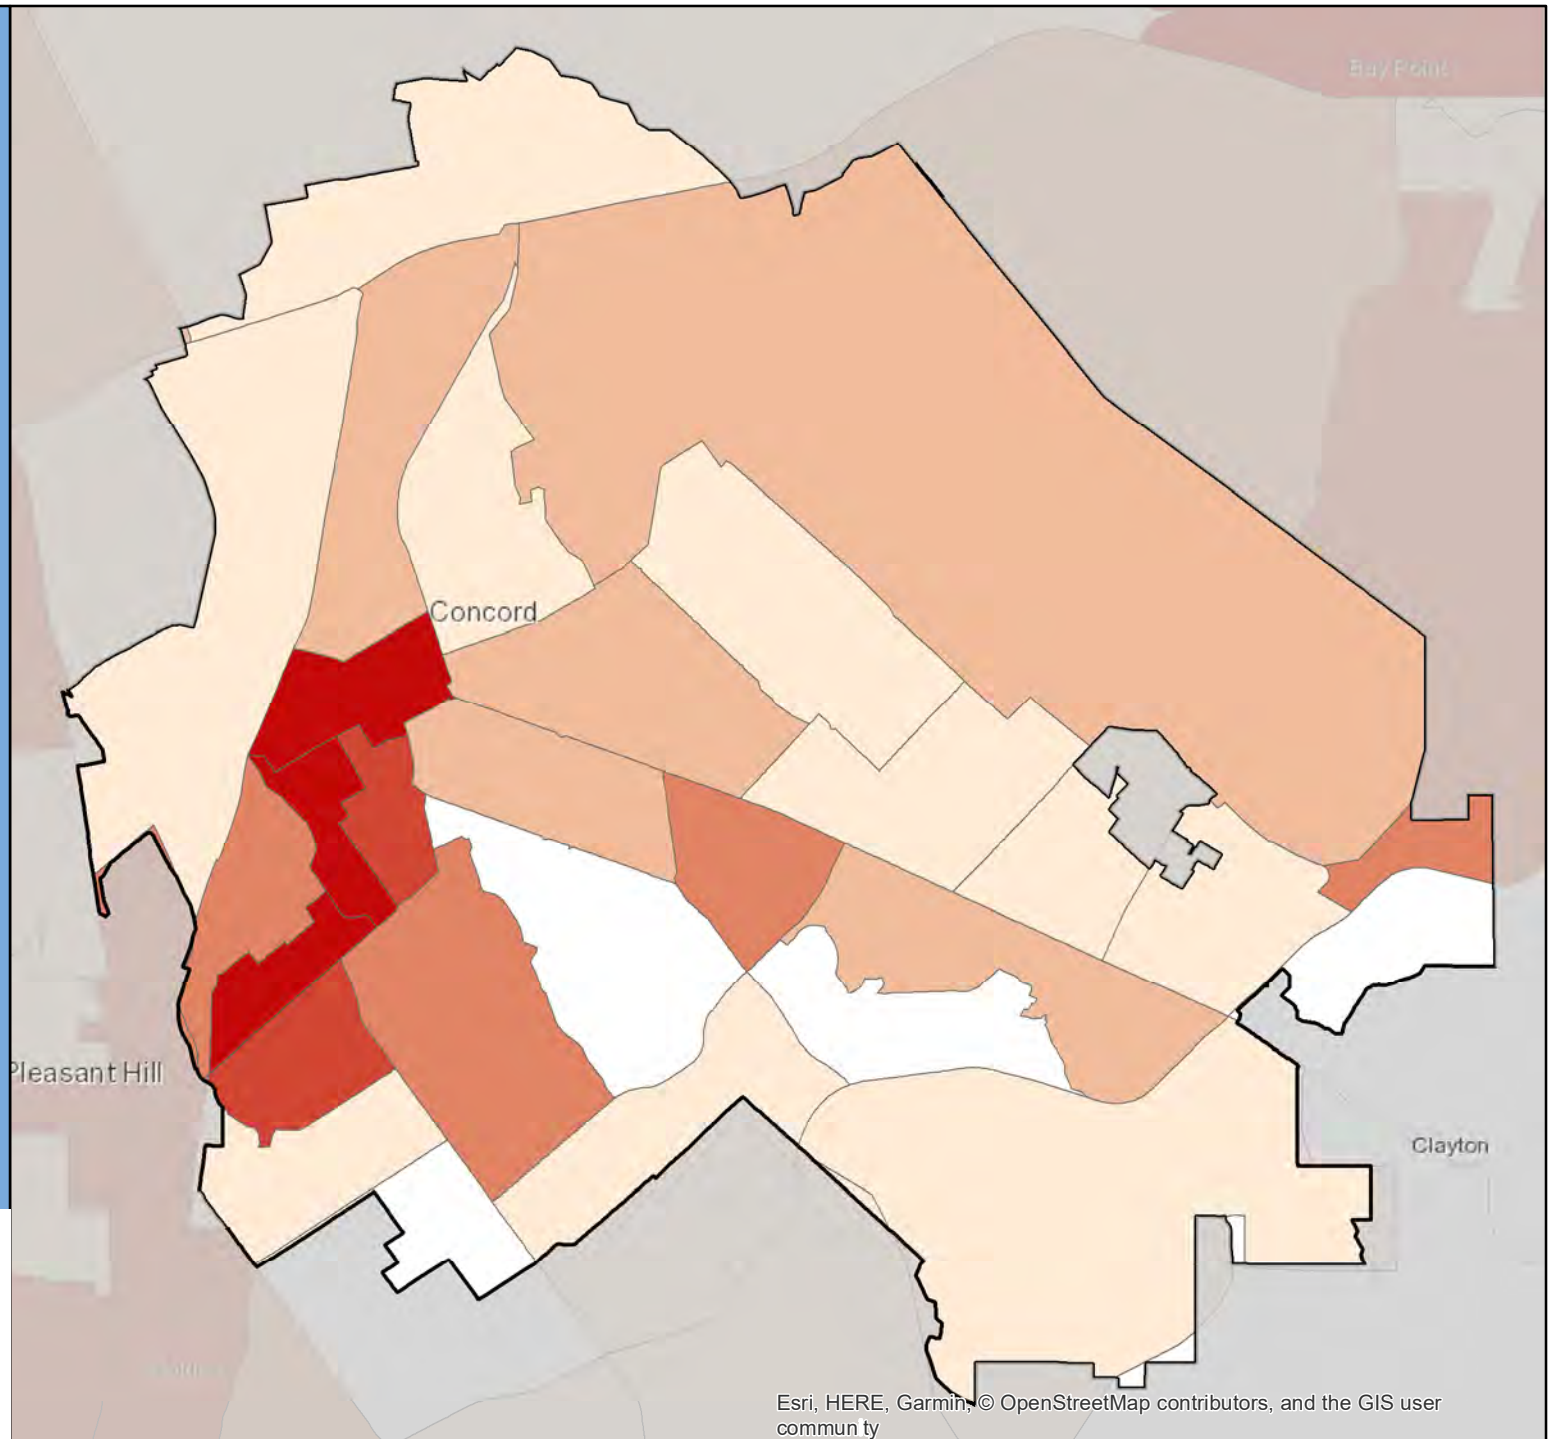 Bay Point
Concord
Pleasant Hill
Clayton
Esri, HERE, Garmin, © OpenStreetMap contributors, and the GIS user
commun ty